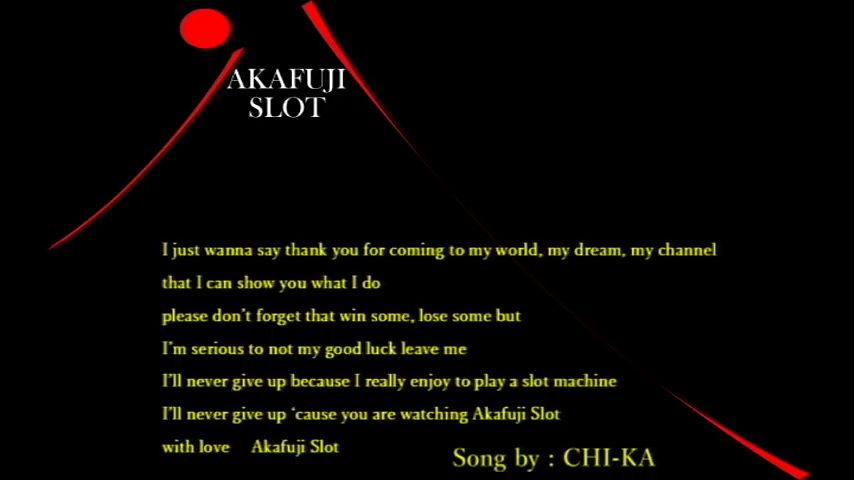 AKAFUJI
SLOT
I just wanna say thank you for coming to my world, my dream, my channel
that I can show you what I do
please don't forget that win some, lose some but
I'm serious to not my good luck leave me
I'll never give up because I really enjoy to play a slot machine
I'll never give up ‘cause you are watching Akafuji Slot
with love Akafuji Slot
Song by : CHI-KA